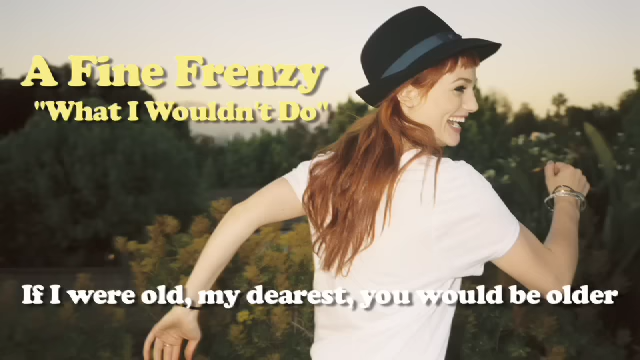 A Fine Frenzy
"What I Wouldn't Do"
If I were old, my dearest, you would be older